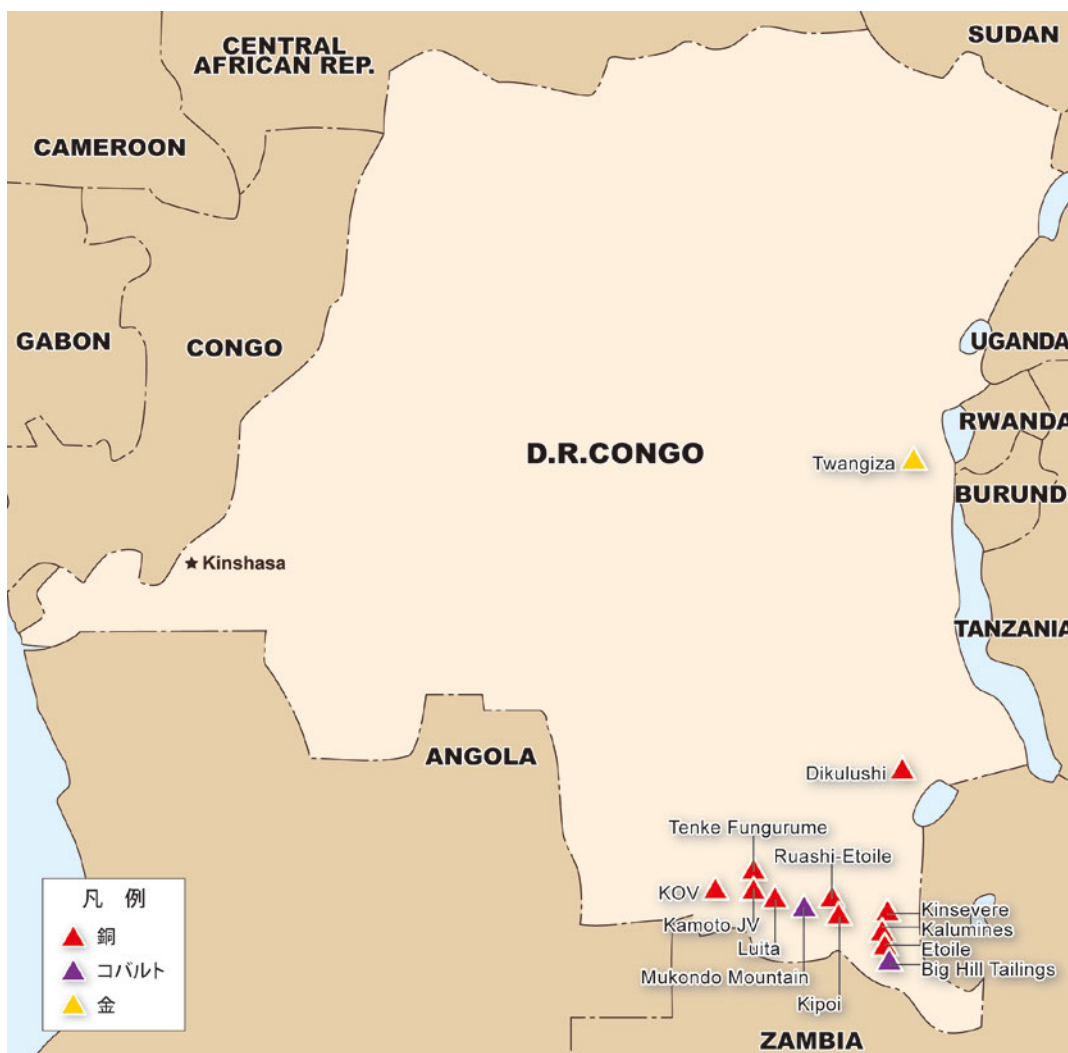 SUDAN
CENTRAL
AFRICAN REP.
CAMEROON
GABON
CONGO
UGANDA
RWANDA
D.R.CONGO
Twangiza
BURUND
Kinshasa
TANZANIA
ANGOLA
Dikulushi
Tenke Fungurume
Ruashi-Etoile
KOV
Kamoto-JV
Luita
Mukondo Mountain
Kipoi
Kinsevere
Kalumines
Etoile
Big Hill Tailings
ZAMBIA
凡 例
銅
コバルト
金